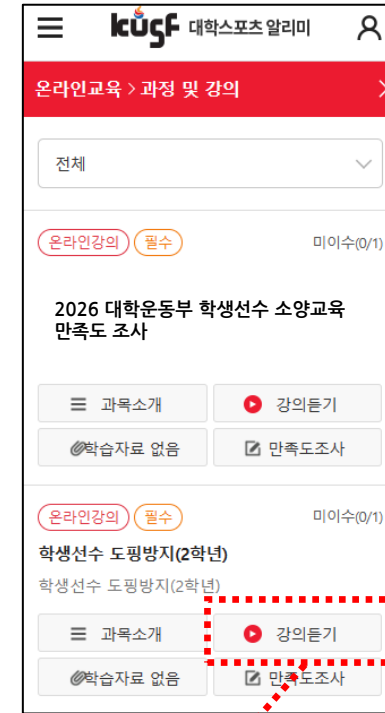 kusf 대학스포츠 알리미
온라인교육 > 과정 및 강의
전체
온라인강의 필수 미이수(0/1)
2026 대학운동부 학생선수 소양교육
만족도 조사
과목소개 강의듣기
학습자료 없음 만족도조사
온라인강의 필수 미이수(0/1)
학생선수 도핑방지(2학년)
학생선수 도핑방지(2학년)
과목소개 강의듣기
학습자료 없음 만족도조사